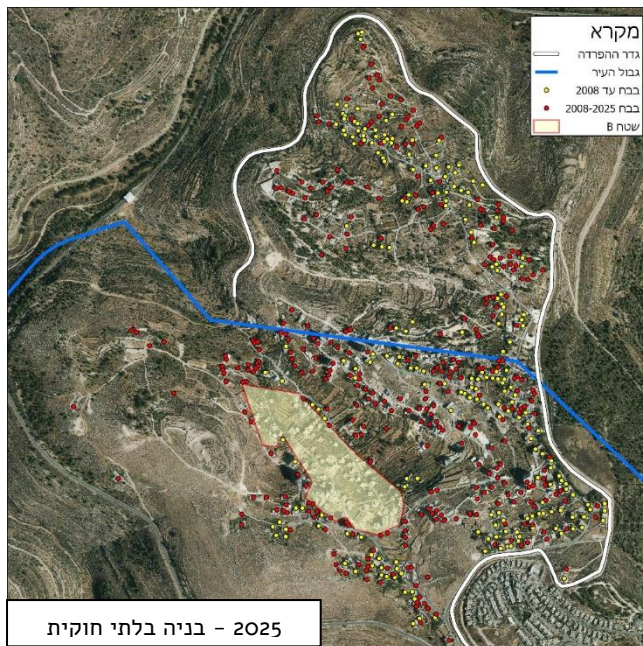 מקרא
גדר ההפרדה
גבול העיר
בבח עד 2008
בבח 2008-2025
שטח B
2025 - בניה בלתי חוקית